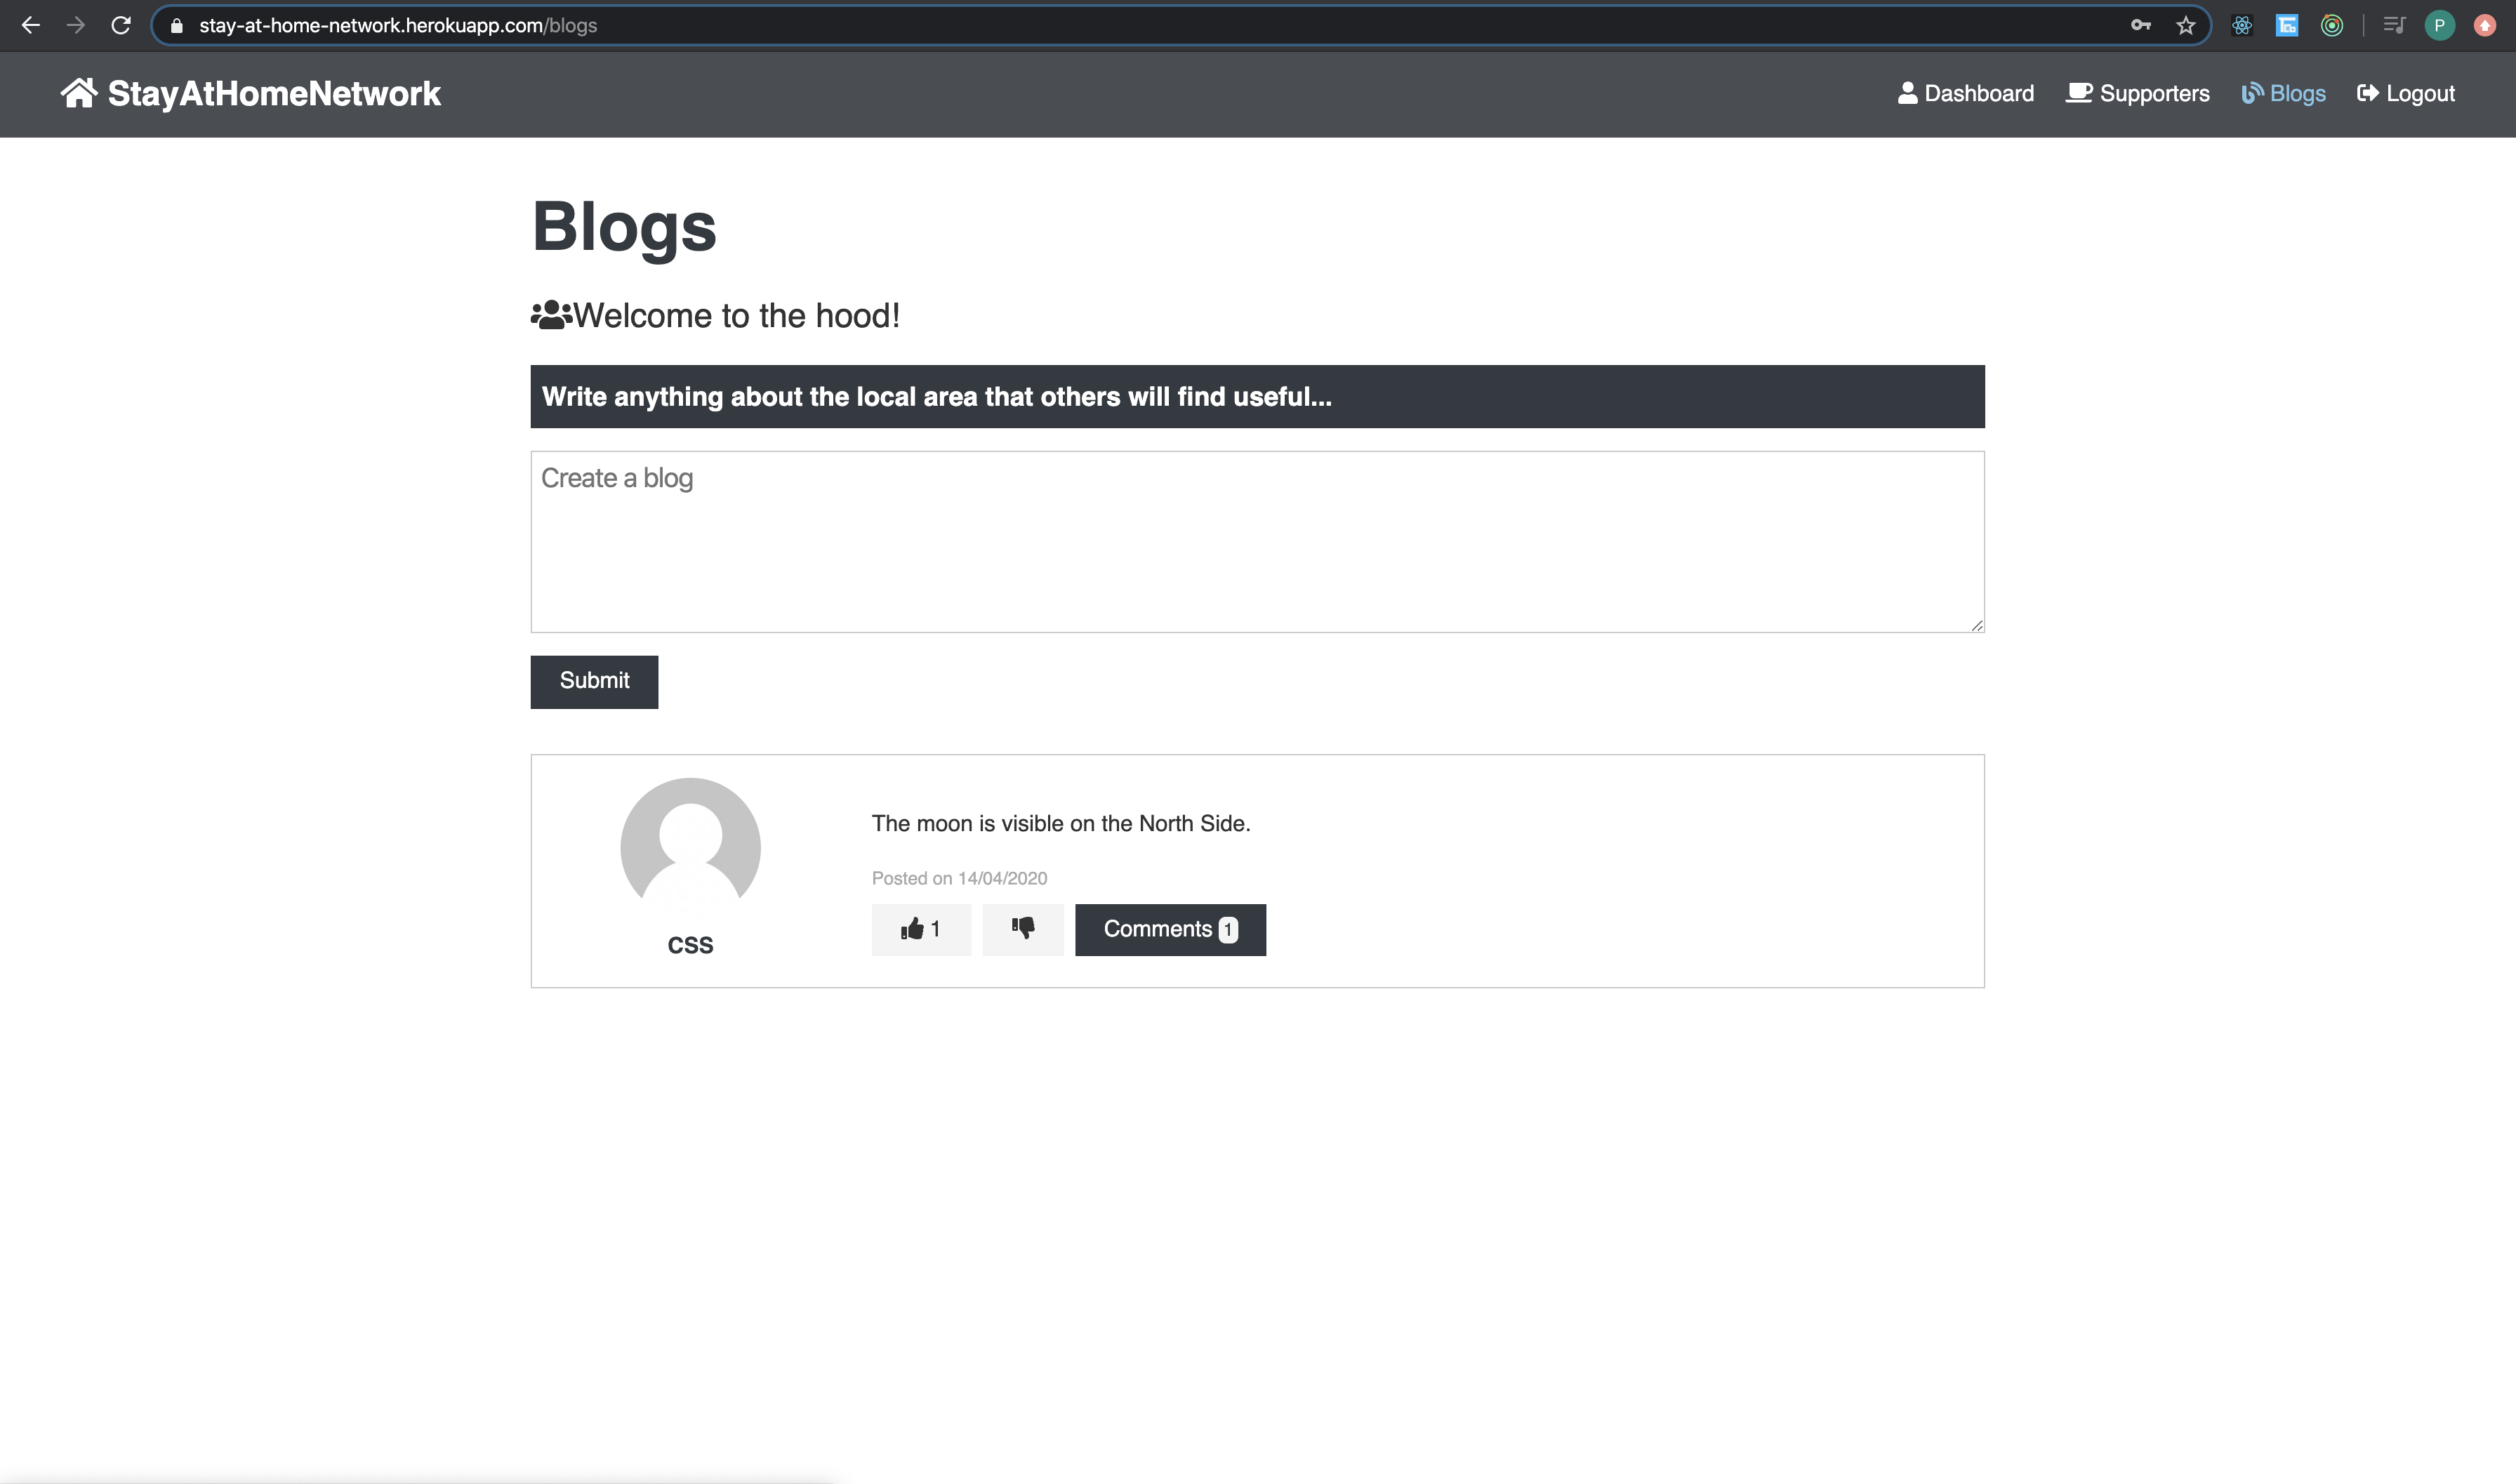 stay-at-home-network.herokuapp.com/blogs
P
StayAtHomeNetwork
Dashboard
Supporters
Blogs
Logout
Blogs
Welcome to the hood!
Write anything about the local area that others will find useful...
Create a blog
Submit
The moon is visible on the North Side.
Posted on 14/04/2020
1
Comments 1
css